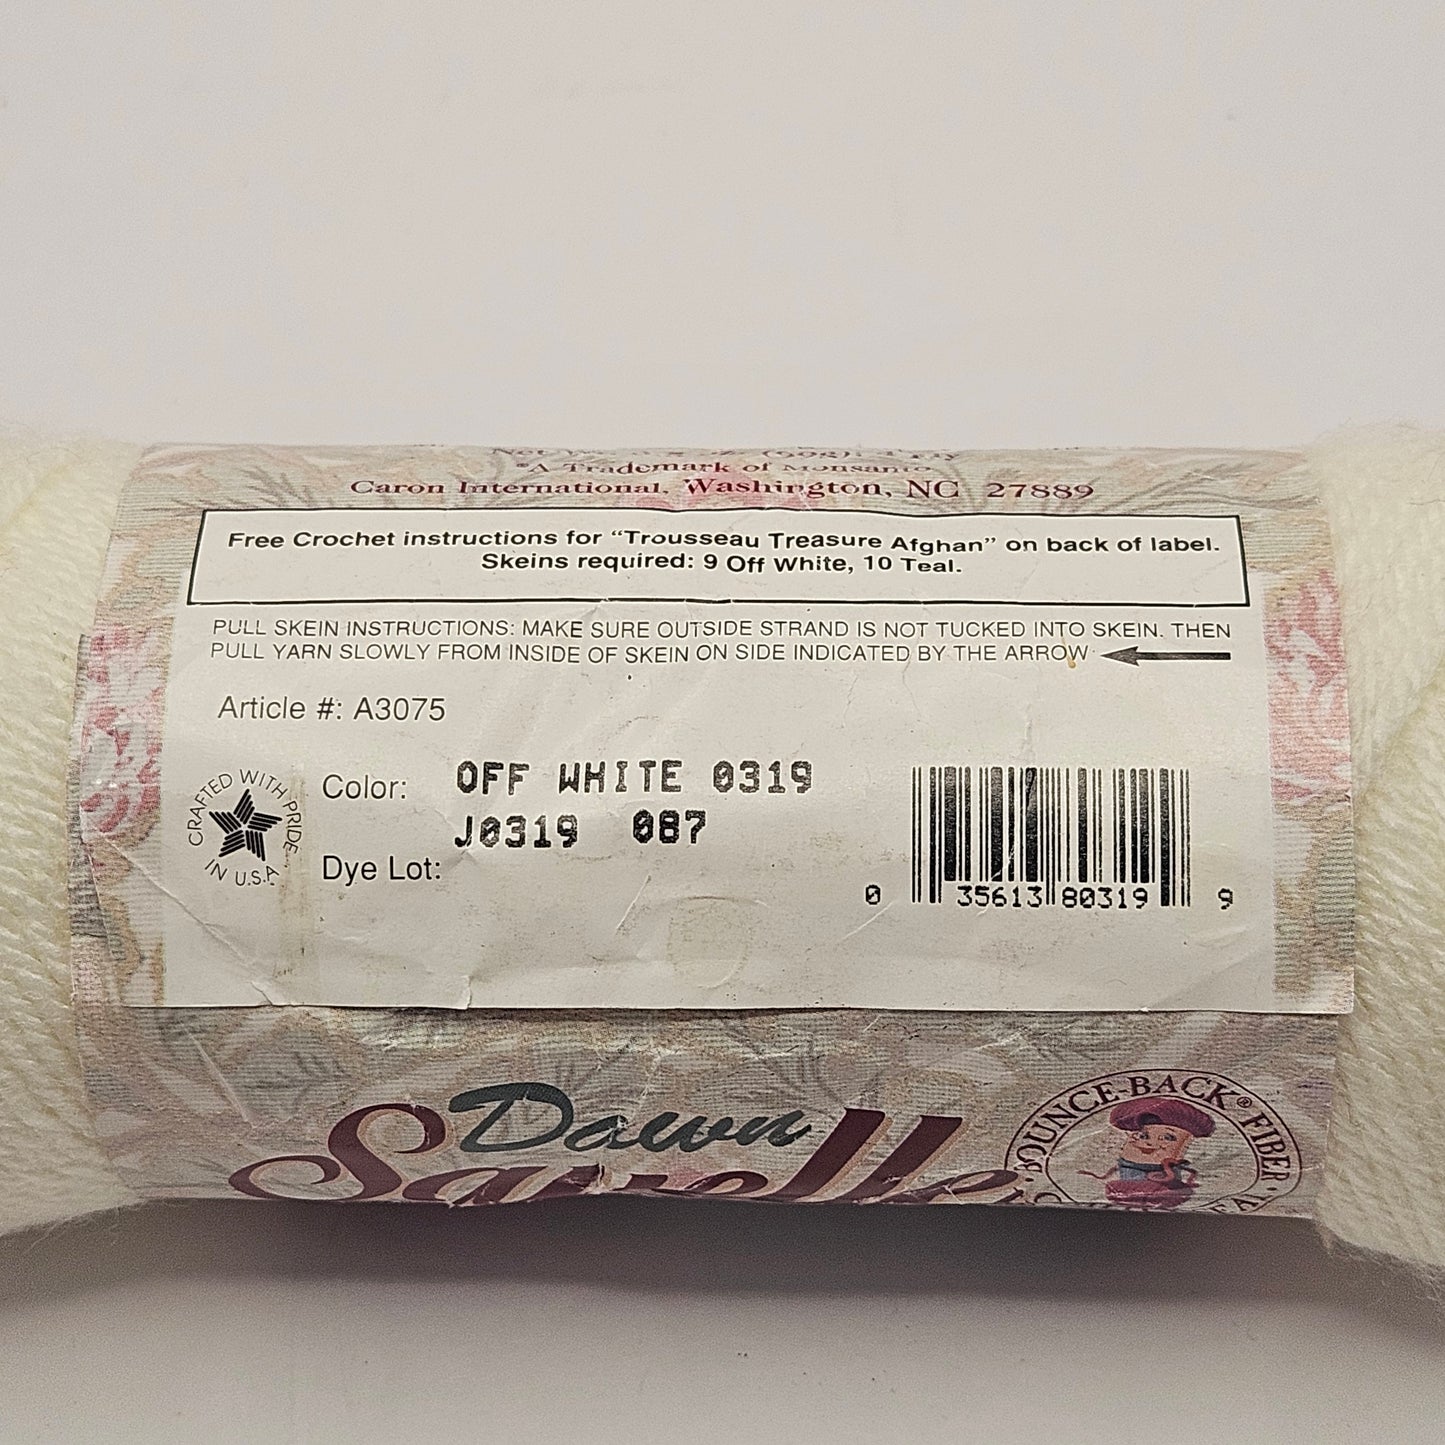 *A Trademark of Monsanto
Caron International, Washington, NC 27889
Free Crochet instructions for "Trousseau Treasure Afghan" on back of label.
Skeins required: 9 Off White, 10 Teal.
PULL SKEIN INSTRUCTIONS: MAKE SURE OUTSIDE STRAND IS NOT TUCKED INTO SKEIN. THEN
PULL YARN SLOWLY FROM INSIDE OF SKEIN ON SIDE INDICATED BY THE ARROW
Article #: A3075
CRAFTED WITH PRIDE
IN U.S.A.
Color: OFF WHITE 0319
J0319 087
Dye Lot:
0 35613 80319 9
Dawn
Sayelle
BOUNCE-BACK® FIBER